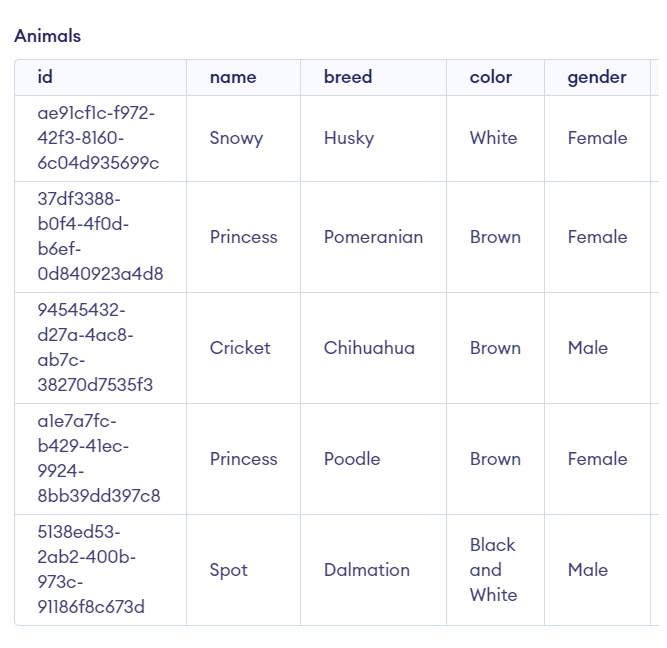 Animals
id name breed color gender
ae91cf1c-f972-
42f3-8160-
6c04d935699c
Snowy Husky White Female
37df3388-
b0f4-4f0d-
b6ef-
0d840923a4d8
Princess Pomeranian Brown Female
94545432-
d27a-4ac8-
ab7c-
38270d7535f3
Cricket Chihuahua Brown Male
a1e7a7fc-
b429-41ec-
9924-
8bb39dd397c8
Princess Poodle Brown Female
5138ed53-
2ab2-400b-
973c-
91186f8c673d
Spot Dalmation
Black
and
White
Male